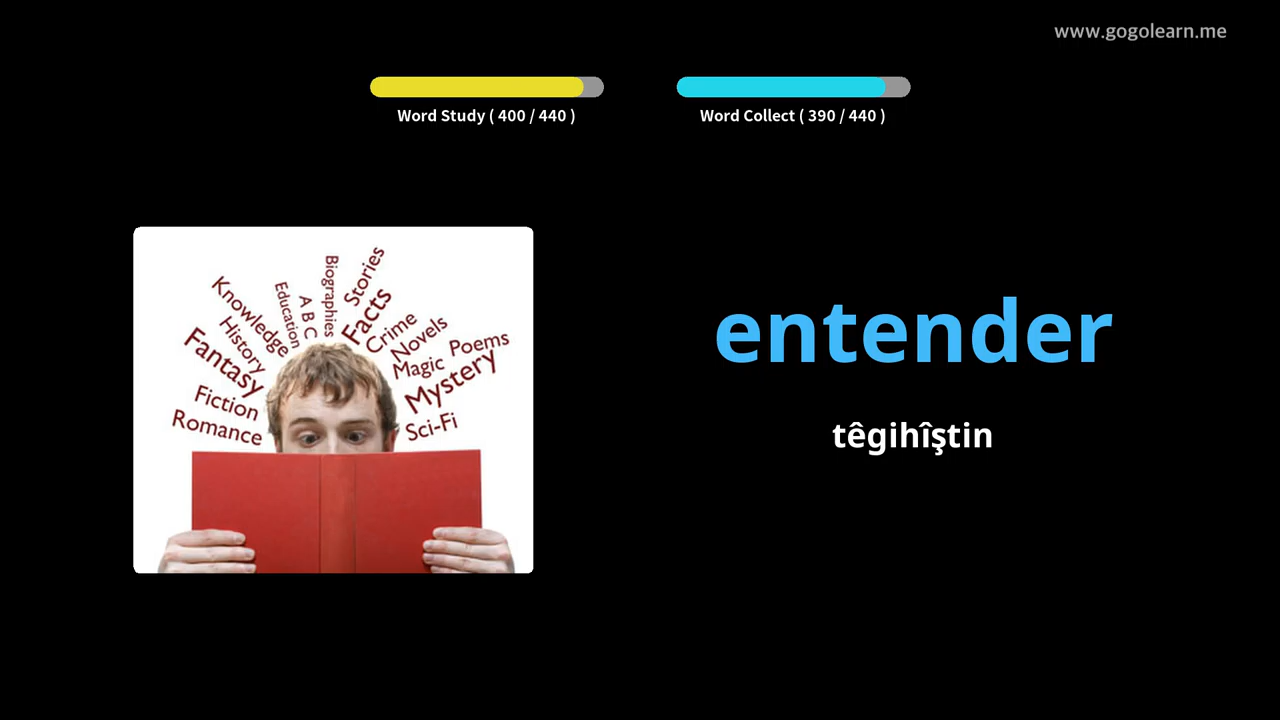 www.gogolearn.me
Word Study ( 400 / 440 )
Word Collect ( 390 / 440 )
Biographies
Stories
Education
A B C
Facts
Knowledge
History
Crime
Novels
Fantasy
Magic
Poems
Mystery
Fiction
Romance
Sci-Fi
entender
têgihîştin